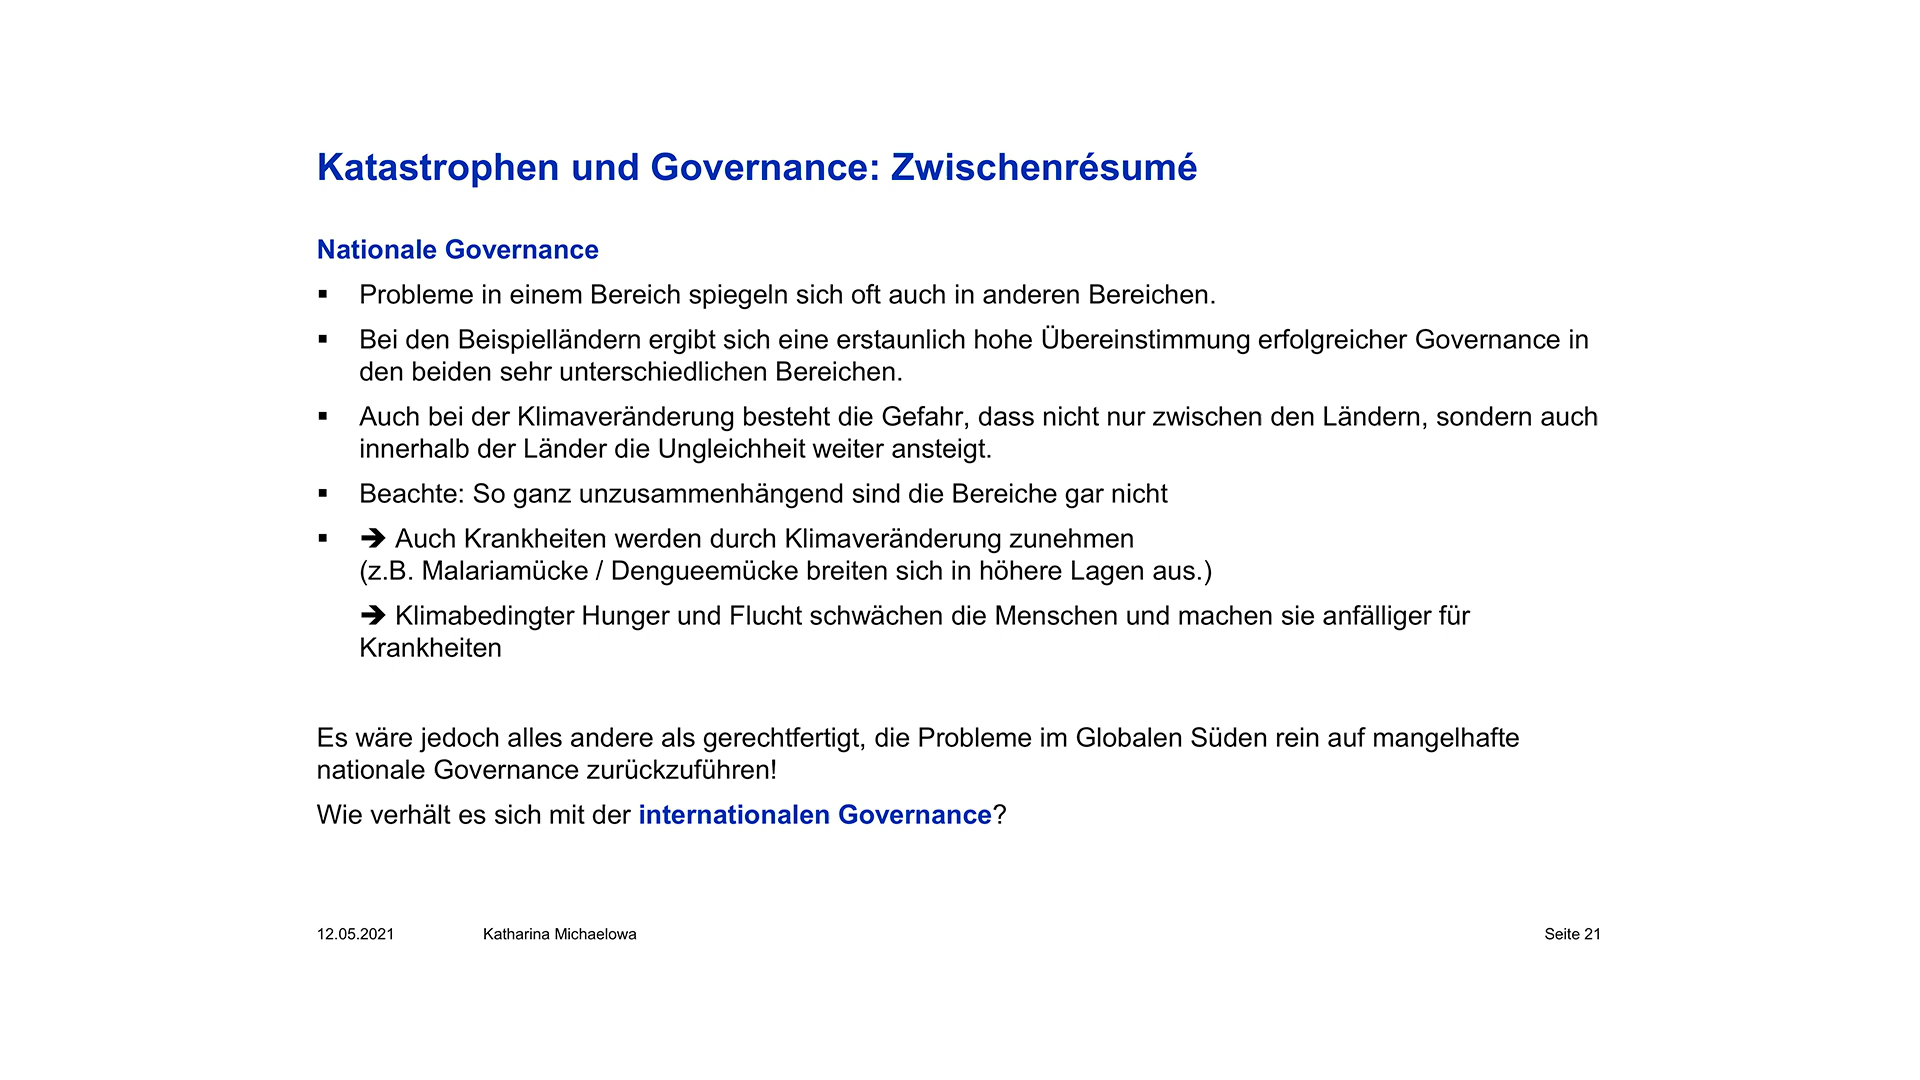 Katastrophen und Governance: Zwischenrésumé
Nationale Governance
▪ Probleme in einem Bereich spiegeln sich oft auch in anderen Bereichen.
▪ Bei den Beispielländern ergibt sich eine erstaunlich hohe Übereinstimmung erfolgreicher Governance in
den beiden sehr unterschiedlichen Bereichen.
▪ Auch bei der Klimaveränderung besteht die Gefahr, dass nicht nur zwischen den Ländern, sondern auch
innerhalb der Länder die Ungleichheit weiter ansteigt.
▪ Beachte: So ganz unzusammenhängend sind die Bereiche gar nicht
▪ ➔ Auch Krankheiten werden durch Klimaveränderung zunehmen
(z.B. Malariamücke / Dengueemücke breiten sich in höhere Lagen aus.)
➔ Klimabedingter Hunger und Flucht schwächen die Menschen und machen sie anfälliger für
Krankheiten
Es wäre jedoch alles andere als gerechtfertigt, die Probleme im Globalen Süden rein auf mangelhafte
nationale Governance zurückzuführen!
Wie verhält es sich mit der internationalen Governance?
12.05.2021 Katharina Michaelowa Seite 21